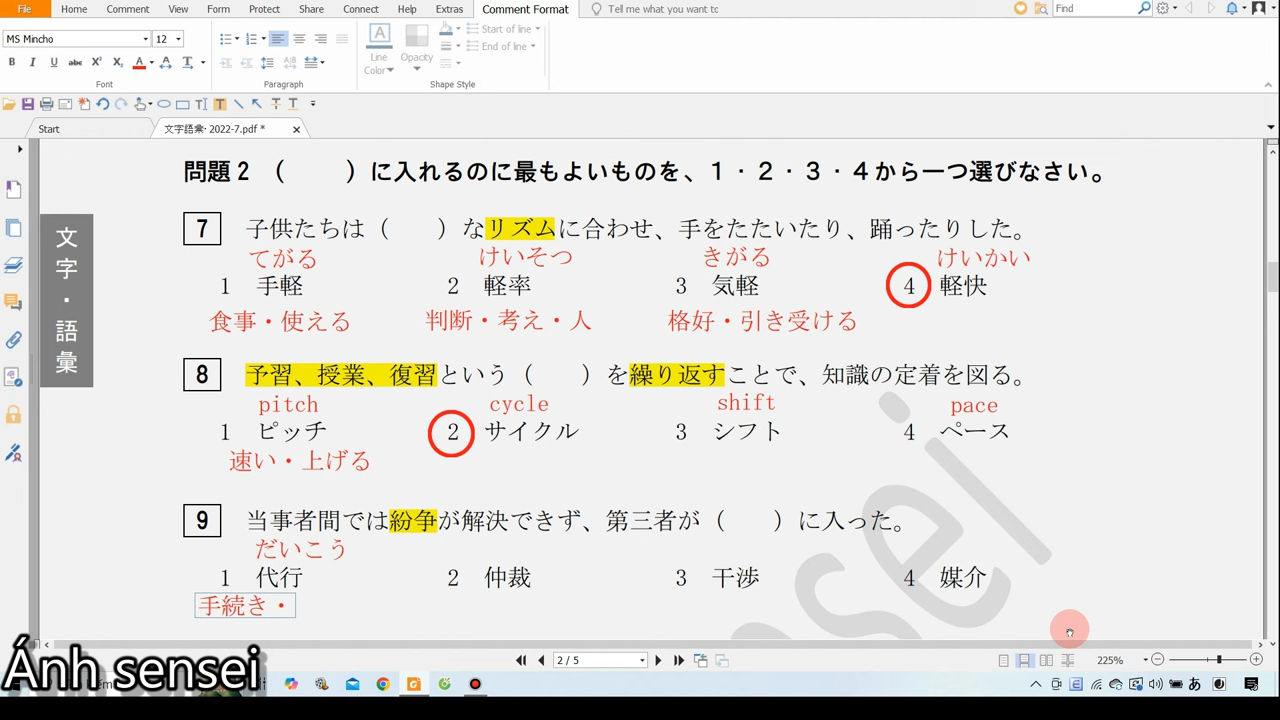 File Home Comment View Form Protect Share Connect Help Extras Comment Format Tell me what you want to Find
MS Mincho 12
Start of line
End of line
Line Color
Opacity
Font Paragraph Shape Style
Start 文字語彙・2022-7.pdf *
文字・語彙
問題2 ( )に入れるのに最もよいものを、1・2・3・4から一つ選びなさい。
7 子供たちは( )なリズムに合わせ、手をたたいたり、踊ったりした。
てがる けいそつ きがる けいかい
1 手軽 2 軽率 3 気軽 4 軽快
食事・使える 判断・考え・人 格好・引き受ける
8 予習、授業、復習という( )を繰り返すことで、知識の定着を図る。
pitch cycle shift pace
1 ピッチ 2 サイクル 3 シフト 4 ペース
速い・上げる
9 当事者間では紛争が解決できず、第三者が( )に入った。
だいこう
1 代行 2 仲裁 3 干渉 4 媒介
手続き・
sensei
2 / 5 225%
Ánh sensei